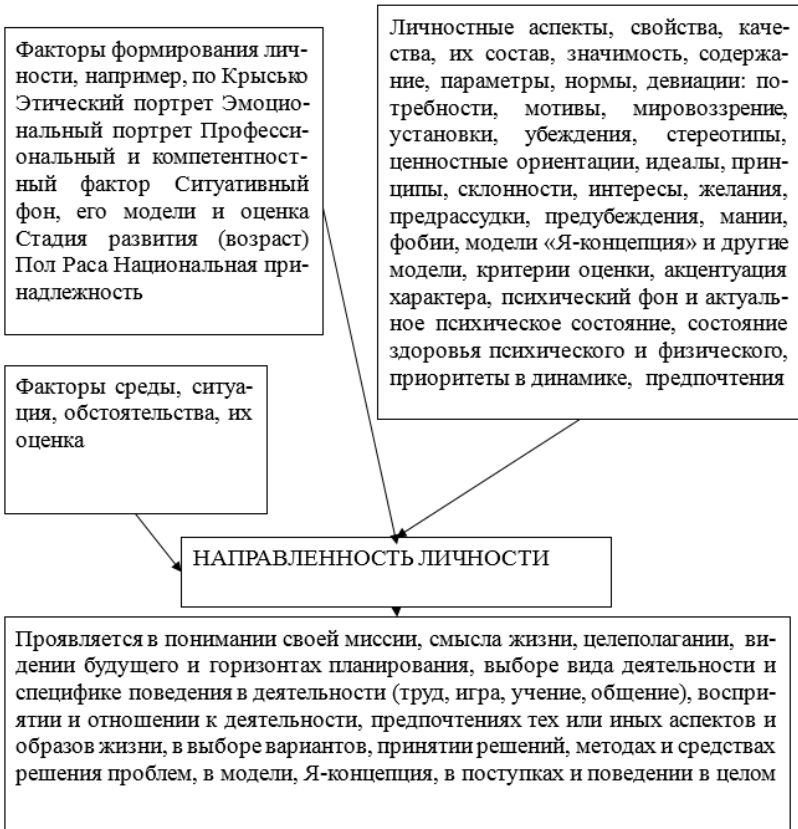 Факторы формирования лич-
ности, например, по Крысько
Этический портрет Эмоцио-
нальный портрет Профессио-
нальный и компетентност-
ный фактор Ситуативный
фон, его модели и оценка
Стадия развития (возраст)
Пол Раса Национальная при-
надлежность
Личностные аспекты, свойства, каче-
ства, их состав, значимость, содержа-
ние, параметры, нормы, девиации: по-
требности, мотивы, мировоззрение,
установки, убеждения, стереотипы,
ценностные ориентации, идеалы, прин-
ципы, склонности, интересы, желания,
предрассудки, предубеждения, мании,
фобии, модели «Я-концепция» и другие
модели, критерии оценки, акцентуация
характера, психический фон и актуаль-
ное психическое состояние, состояние
здоровья психического и физического,
приоритеты в динамике, предпочтения
Факторы среды, ситуа-
ция, обстоятельства, их
оценка
НАПРАВЛЕННОСТЬ ЛИЧНОСТИ
Проявляется в понимании своей миссии, смысла жизни, целеполагании, ви-
дении будущего и горизонтах планирования, выборе вида деятельности и
специфике поведения в деятельности (труд, игра, учение, общение), воспри-
ятии и отношении к деятельности, предпочтениях тех или иных аспектов и
образов жизни, в выборе вариантов, принятии решений, методах и средствах
решения проблем, в модели, Я-концепция, в поступках и поведении в целом